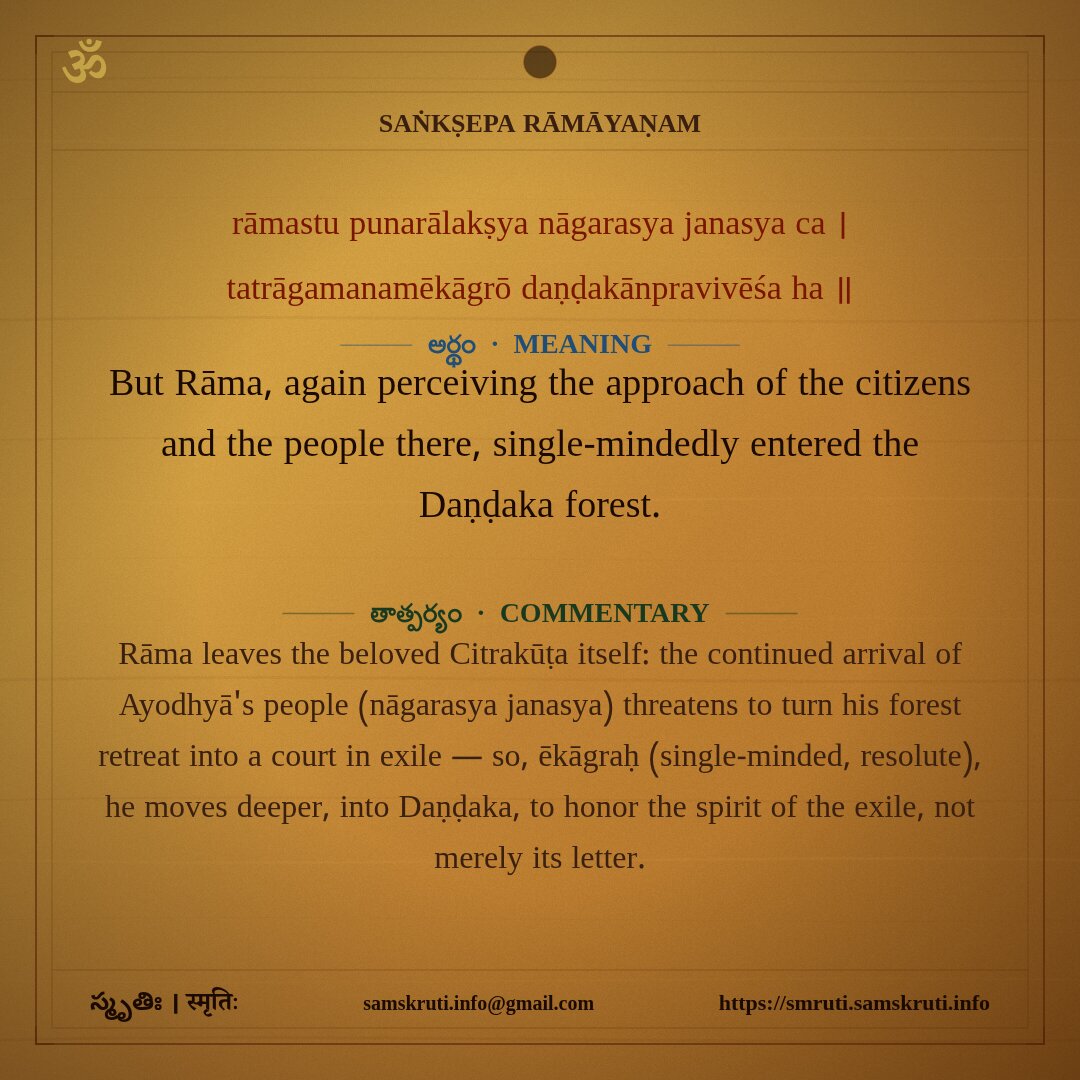 ॐ
SAṄKṢEPA RĀMĀYAṆAM
rāmastu punarālakṣya nāgarasya janasya ca |
tatrāgamanamēkāgrō daṇḍakānpravivēśa ha ||
అర్థం · MEANING
But Rāma, again perceiving the approach of the citizens
and the people there, single-mindedly entered the
Daṇḍaka forest.
తాత్పర్యం · COMMENTARY
Rāma leaves the beloved Citrakūṭa itself: the continued arrival of
Ayodhyā's people (nāgarasya janasya) threatens to turn his forest
retreat into a court in exile — so, ēkāgraḥ (single-minded, resolute),
he moves deeper, into Daṇḍaka, to honor the spirit of the exile, not
merely its letter.
స్మృతిః | स्मृतिः samskruti.info@gmail.com https://smruti.samskruti.info